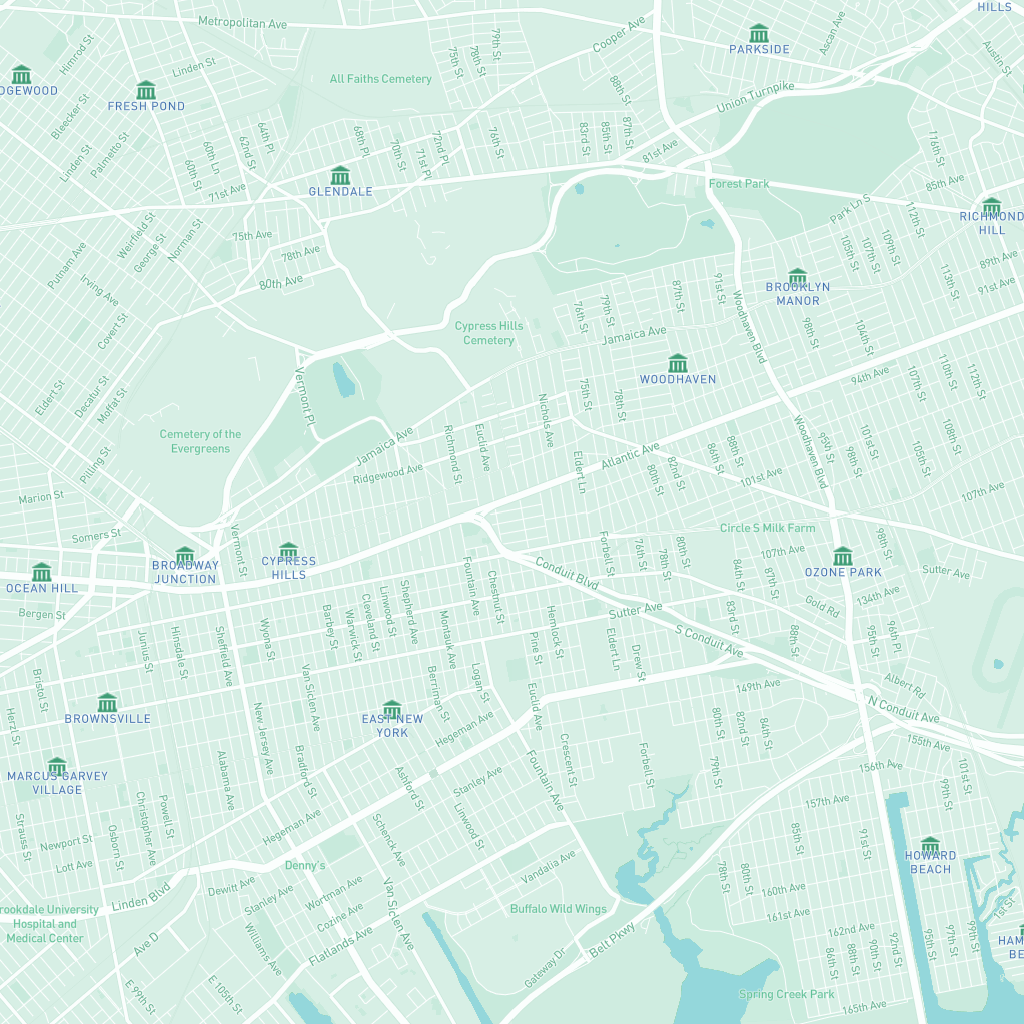 Metropolitan Ave
HILLS
79th St
Cooper Ave
PARKSIDE
Ascan Ave
Himrod St
Linden St
75th St
78th St
Austin St
All Faiths Cemetery
88th St
Union Turnpike
DGEWOOD
FRESH POND
Bleecker St
Palmetto St
Linden St
60th St
60th Ln
62nd St
64th Pl
68th Pl
70th St
71st Pl
72nd Pl
76th St
83rd St
85th St
87th St
81st Ave
116th St
71st Ave
GLENDALE
Forest Park
85th Ave
Park Ln S
RICHMOND
HILL
Weirfield St
George St
Norman St
75th Ave
78th Ave
80th Ave
105th St
107th St
109th St
112th St
Putnam Ave
Irving Ave
89th Ave
91st Ave
BROOKLYN
MANOR
113th St
87th St
91st St
Woodhaven Blvd
76th St
79th St
Cypress Hills
Cemetery
Jamaica Ave
98th St
104th St
Covert St
WOODHAVEN
94th Ave
Eldert St
Decatur St
Moffat St
Vermont Pl
75th St
78th St
107th St
110th St
112th St
Cemetery of the
Evergreens
Jamaica Ave
Richmond St
Euclid Ave
Nichols Ave
Woodhaven Blvd
95th St
98th St
101st St
105th St
108th St
Pilling St
Ridgewood Ave
Eldert Ln
Atlantic Ave
80th St
82nd St
86th St
88th St
101st Ave
107th Ave
Marion St
Somers St
Vermont St
Circle S Milk Farm
BROADWAY
JUNCTION
CYPRESS
HILLS
Forbell St
76th St
78th St
80th St
107th Ave
98th St
OZONE PARK
Sutter Ave
OCEAN HILL
Bergen St
Conduit Blvd
Fountain Ave
Chestnut St
84th St
87th St
134th Ave
Gold Rd
Barbey St
Warwick St
Cleveland St
Linwood St
Shepherd Ave
Montauk Ave
Hemlock St
Sutter Ave
83rd St
88th St
95th St
96th Pl
Junius St
Hinsdale St
Sheffield Ave
Wyona St
Pine St
Eldert Ln
Drew St
S Conduit Ave
Bristol St
Van Siclen Ave
Berriman St
Logan St
149th Ave
Albert Rd
N Conduit Ave
Herzl St
BROWNSVILLE
New Jersey Ave
EAST NEW
YORK
Hegeman Ave
Euclid Ave
80th St
82nd St
84th St
155th Ave
MARCUS GARVEY
VILLAGE
Alabama Ave
Bradford St
Ashford St
Stanley Ave
Fountain Ave
Crescent St
Forbell St
79th St
156th Ave
101st St
99th St
Strauss St
Osborn St
Christopher Ave
Powell St
Hegeman Ave
Schenck Ave
Linwood St
157th Ave
85th St
91st St
Newport St
Lott Ave
Denny's
Vandalia Ave
HOWARD
BEACH
78th St
80th St
160th Ave
Linden Blvd
Dewitt Ave
Stanley Ave
Wortman Ave
Cozine Ave
Van Siclen Ave
rookdale University
Hospital and
Medical Center
Buffalo Wild Wings
161st Ave
162nd Ave
1st St
Ave D
Williams Ave
Flatlands Ave
Belt Pkwy
Gateway Dr
86th St
88th St
90th St
92nd St
95th St
97th St
99th St
HAM
BE
E 99th St
E 105th St
Spring Creek Park
165th Ave